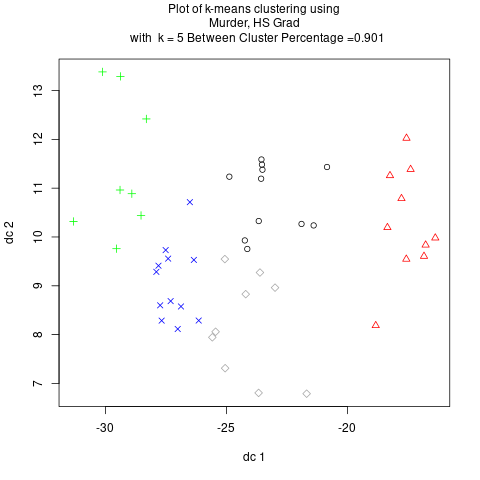 Plot of k-means clustering using
Murder, HS Grad
with  k = 5 Between Cluster Percentage =0.901
13
12
11
10
9
8
7
dc 2
-30
-25
-20
dc 1